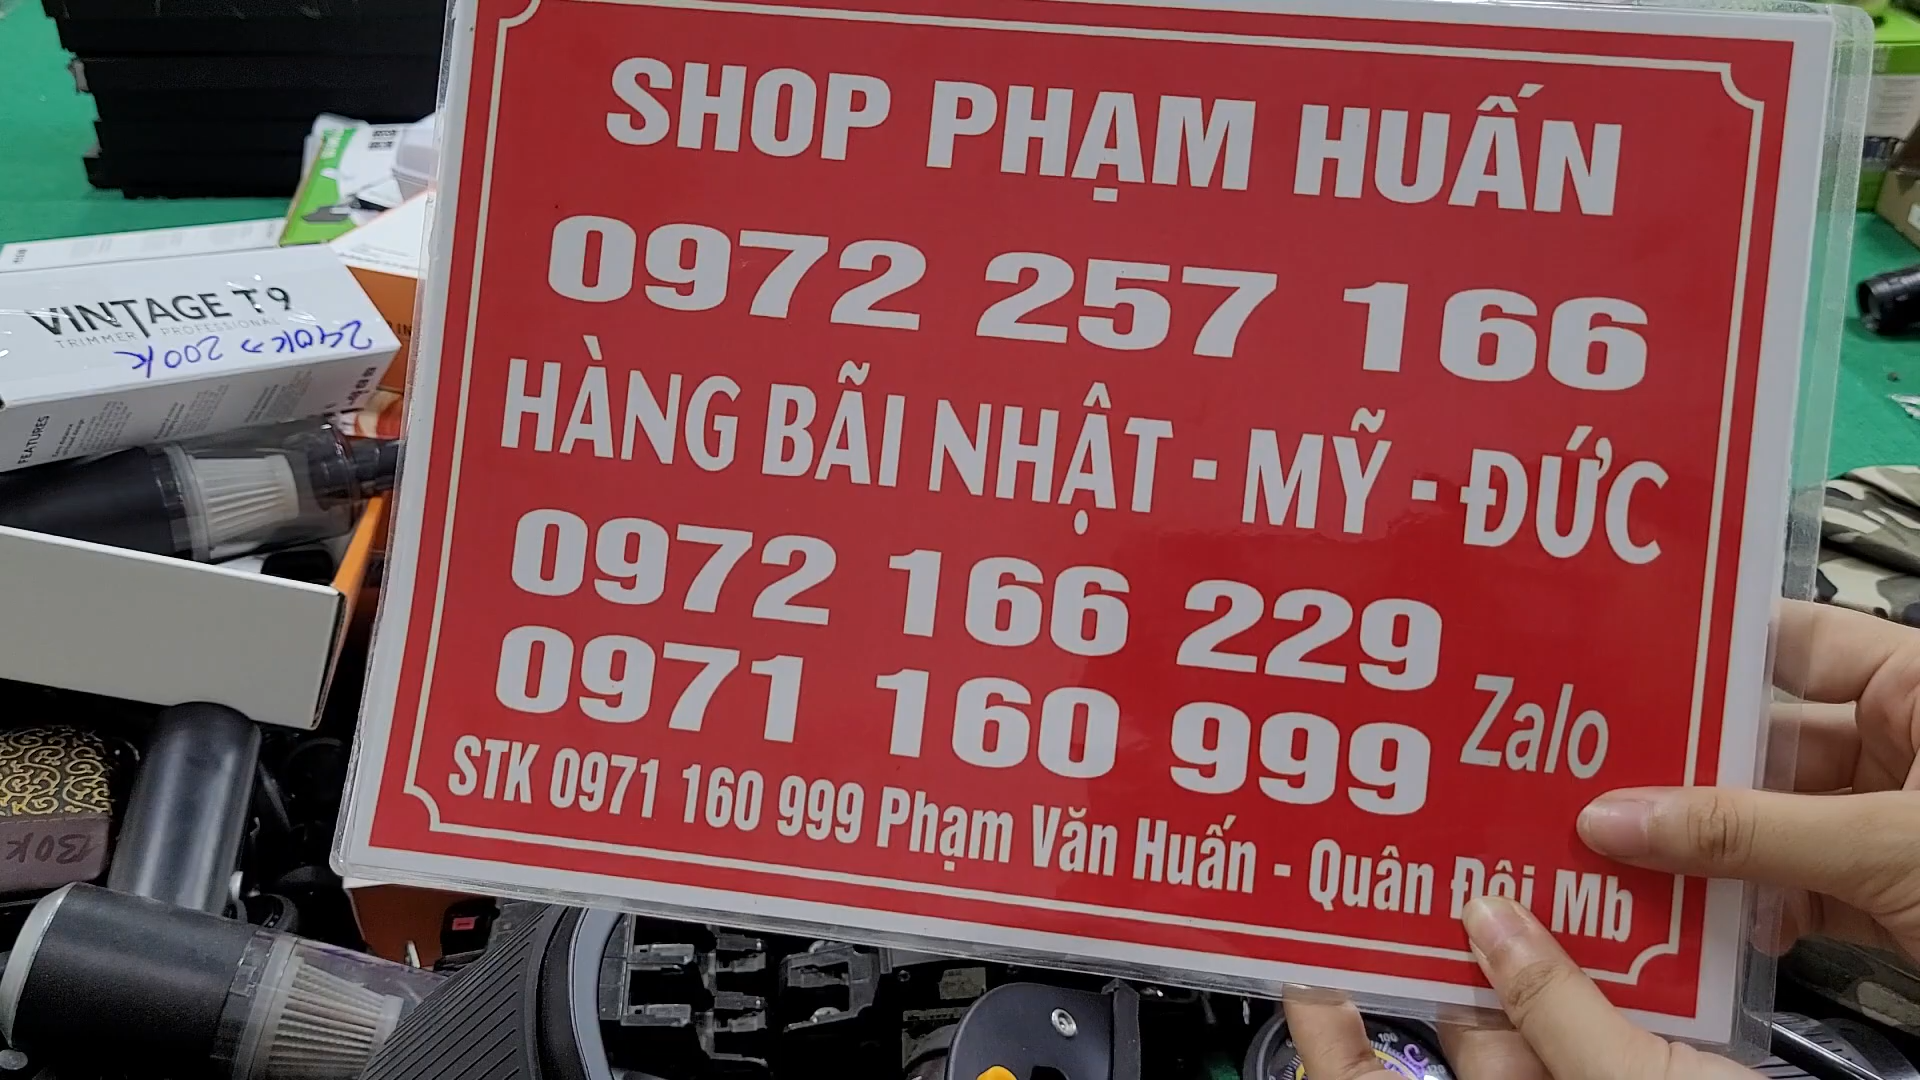 SHOP PHẠM HUẤN
0972 257 166
HÀNG BÃI NHẬT - MỸ - ĐỨC
0972 166 229
0971 160 999 Zalo
STK 0971 160 999 Phạm Văn Huấn - Quân Đội Mb
VINTAGE T9
TRIMMER PROFESSIONAL
240K → 200K
FEATURES
130K